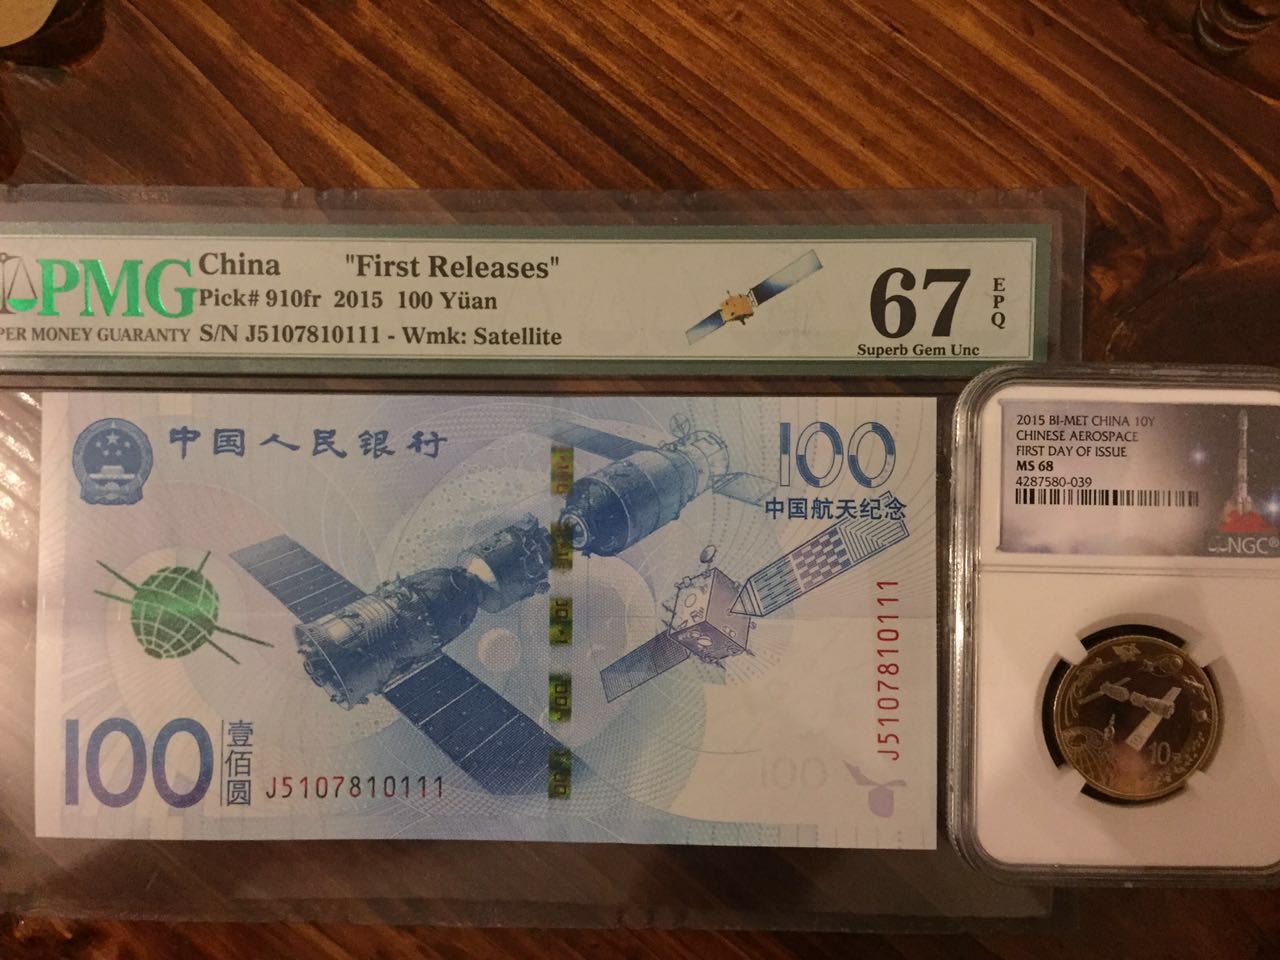 PMG
PER MONEY GUARANTY
China "First Releases"
Pick# 910fr 2015 100 Yüan
S/N J5107810111 - Wmk: Satellite
67
EPQ
Superb Gem Unc
中国人民银行
100
中国航天纪念
J5107810111
100
壹佰圆
J5107810111
2015 BI-MET CHINA 10Y
CHINESE AEROSPACE
FIRST DAY OF ISSUE
MS 68
4287580-039
NGC®
10